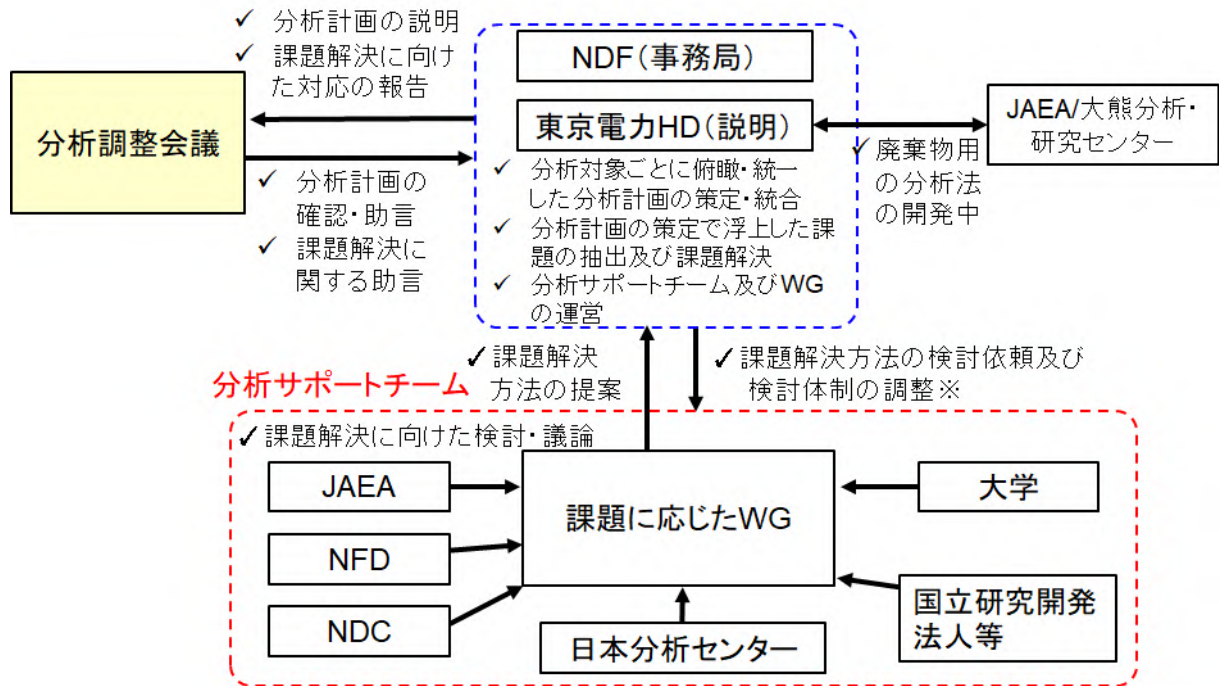 ✓ 分析計画の説明
✓ 課題解決に向け
た対応の報告
分析調整会議
✓ 分析計画の
確認・助言
✓ 課題解決に
関する助言
NDF(事務局)
東京電力HD(説明)
✓ 分析対象ごとに俯瞰・統一
した分析計画の策定・統合
✓ 分析計画の策定で浮上した課
題の抽出及び課題解決
✓ 分析サポートチーム及びWG
の運営
JAEA/大熊分析・
研究センター
✓ 廃棄物用
の分析法
の開発中
✓ 課題解決
方法の提案
✓ 課題解決方法の検討依頼及び
検討体制の調整※
分析サポートチーム
✓ 課題解決に向けた検討・議論
JAEA
NFD
NDC
課題に応じたWG
日本分析センター
大学
国立研究開発
法人等